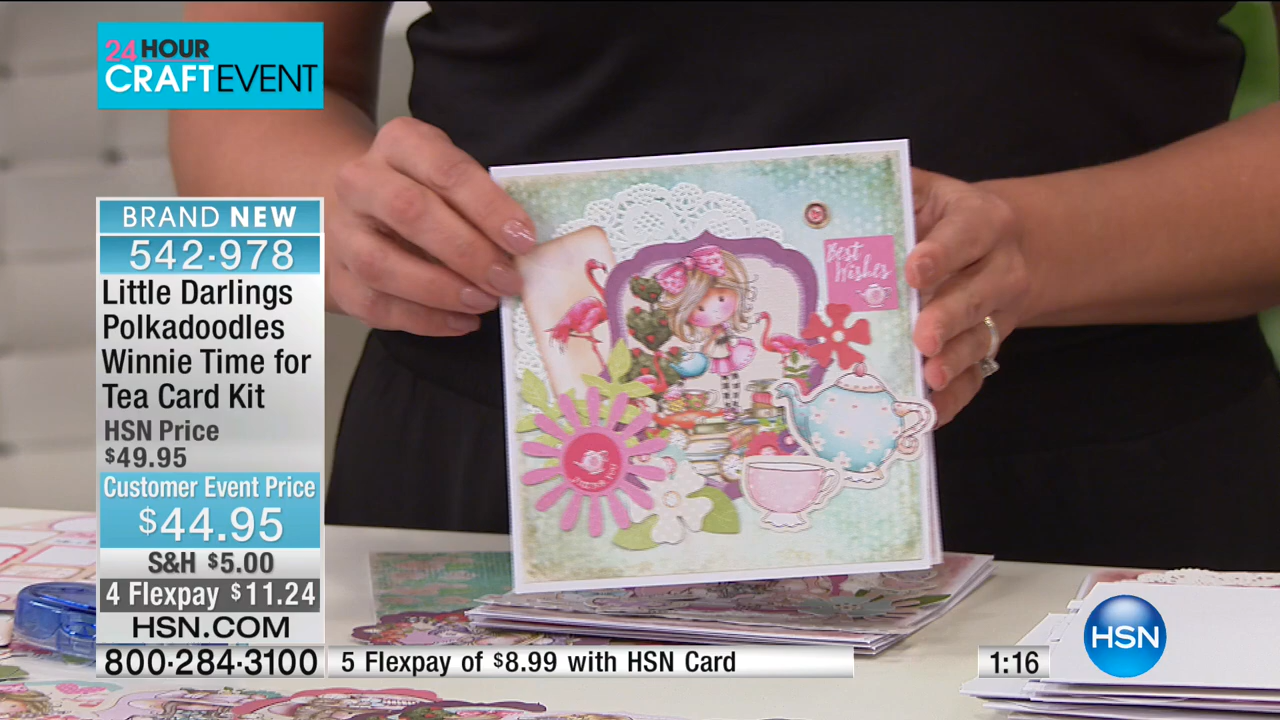 24 HOUR
CRAFT EVENT
BRAND NEW
542·978
Little Darlings
Polkadoodles
Winnie Time for
Tea Card Kit
HSN Price
$49.95
Customer Event Price
$44.95
S&H $5.00
4 Flexpay $11.24
HSN.COM
800·284·3100
5 Flexpay of $8.99 with HSN Card
1:16
HSN
Best
Wishes